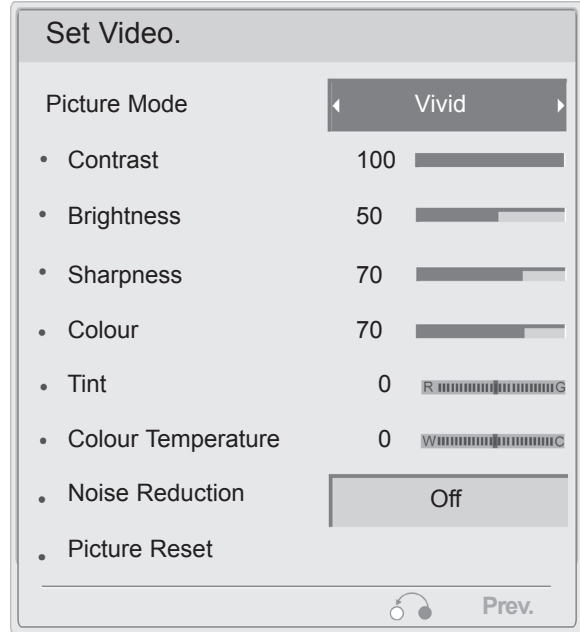 Set Video.
Picture Mode Vivid
• Contrast 100
• Brightness 50
• Sharpness 70
• Colour 70
• Tint 0 R G
• Colour Temperature 0 W C
• Noise Reduction Off
• Picture Reset
Prev.